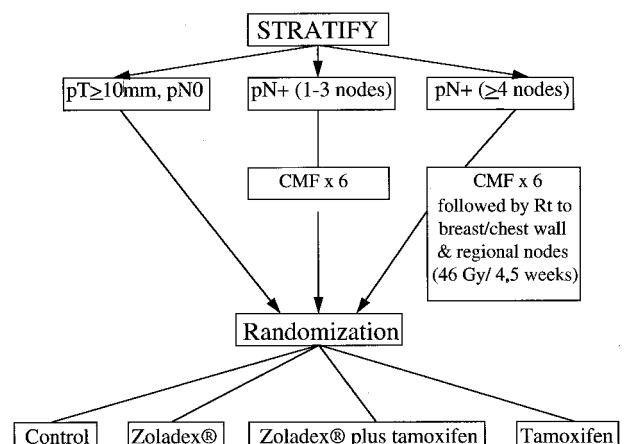 STRATIFY
pT≥10mm, pN0
pN+ (1-3 nodes)
pN+ (≥4 nodes)
CMF x 6
CMF x 6
followed by Rt to
breast/chest wall
& regional nodes
(46 Gy/ 4,5 weeks)
Randomization
Control
Zoladex®
Zoladex® plus tamoxifen
Tamoxifen